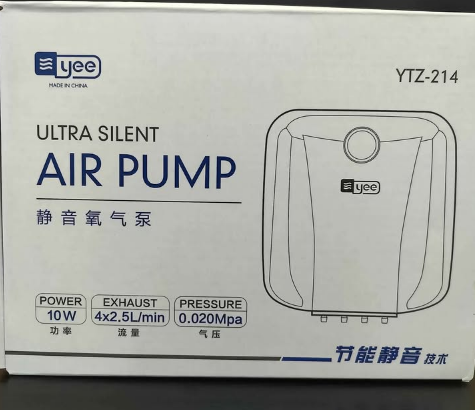 yee
MADE IN CHINA
YTZ-214
ULTRA SILENT
AIR PUMP
静音氧气泵
yee
POWER
10W
功率
EXHAUST
4x2.5L/min
流量
PRESSURE
0.020Mpa
气压
节能静音技术